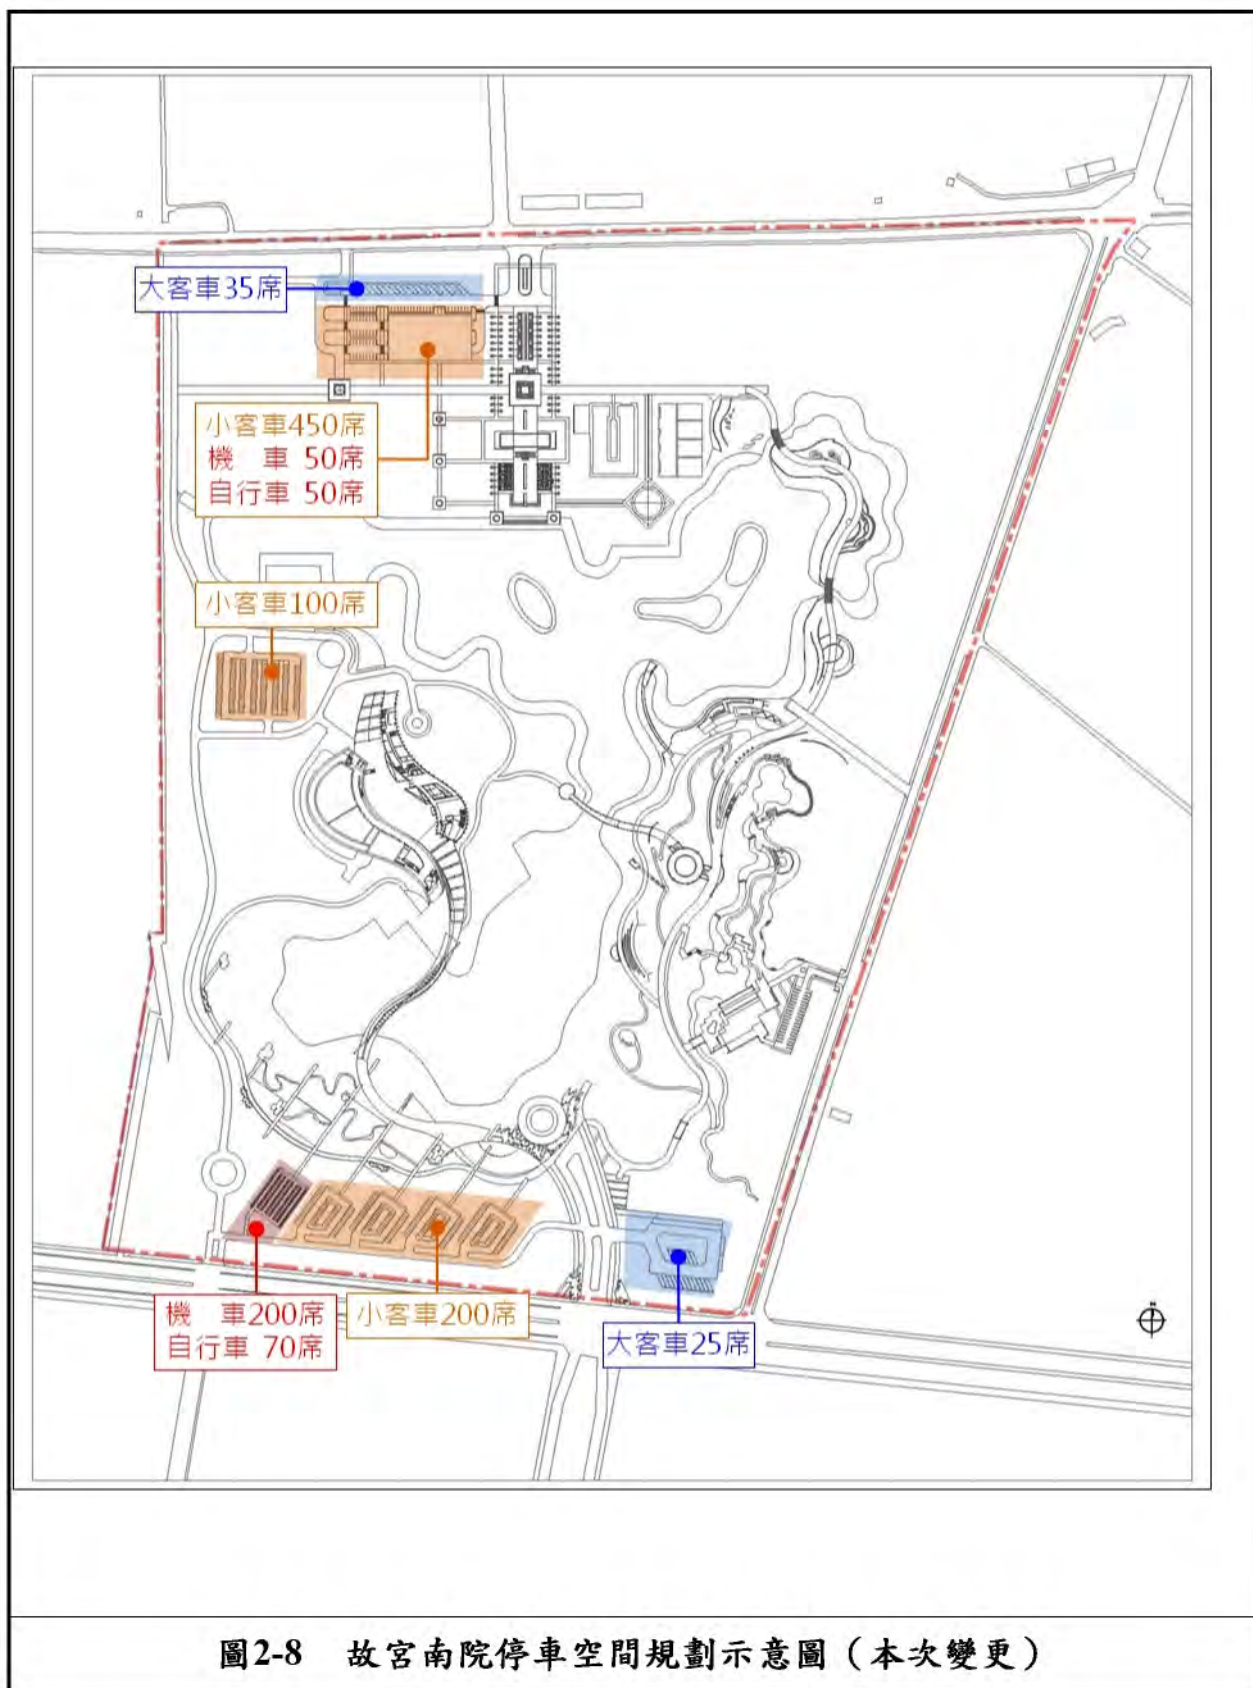 大客車35席
小客車450席
機　車 50席
自行車 50席
小客車100席
機　車200席
自行車 70席
小客車200席
大客車25席
圖2-8　故宮南院停車空間規劃示意圖（本次變更）